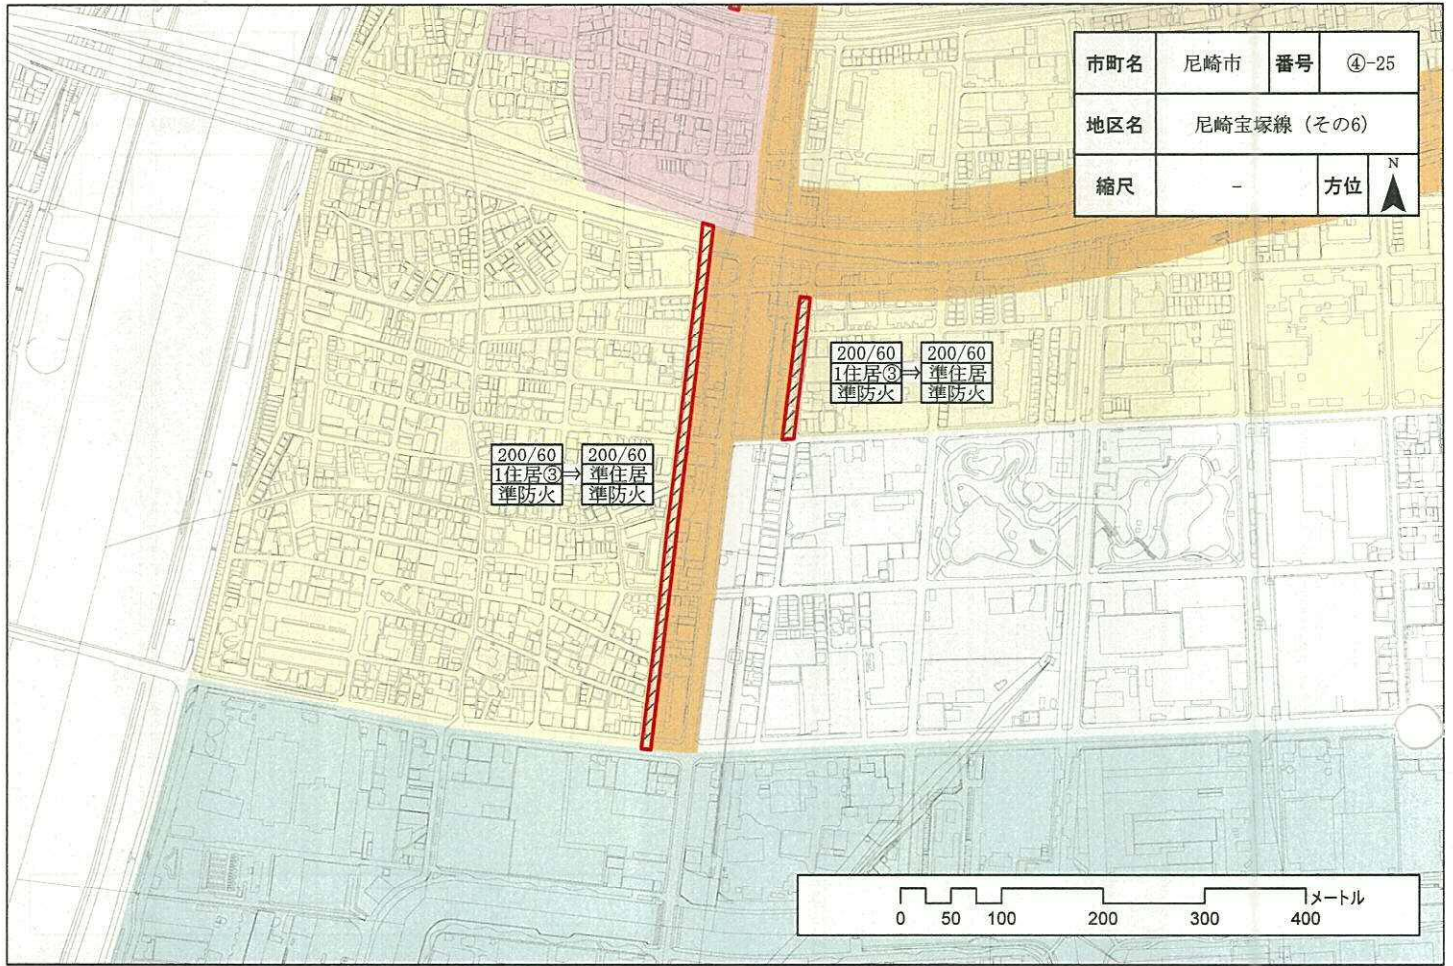 市町名 尼崎市 番号 ④-25
地区名 尼崎宝塚線（その6）
縮尺 - 方位 N
200/60 200/60
1住居③⇒準住居
準防火 準防火
200/60 200/60
1住居③⇒準住居
準防火 準防火
0 50 100 200 300 400 メートル